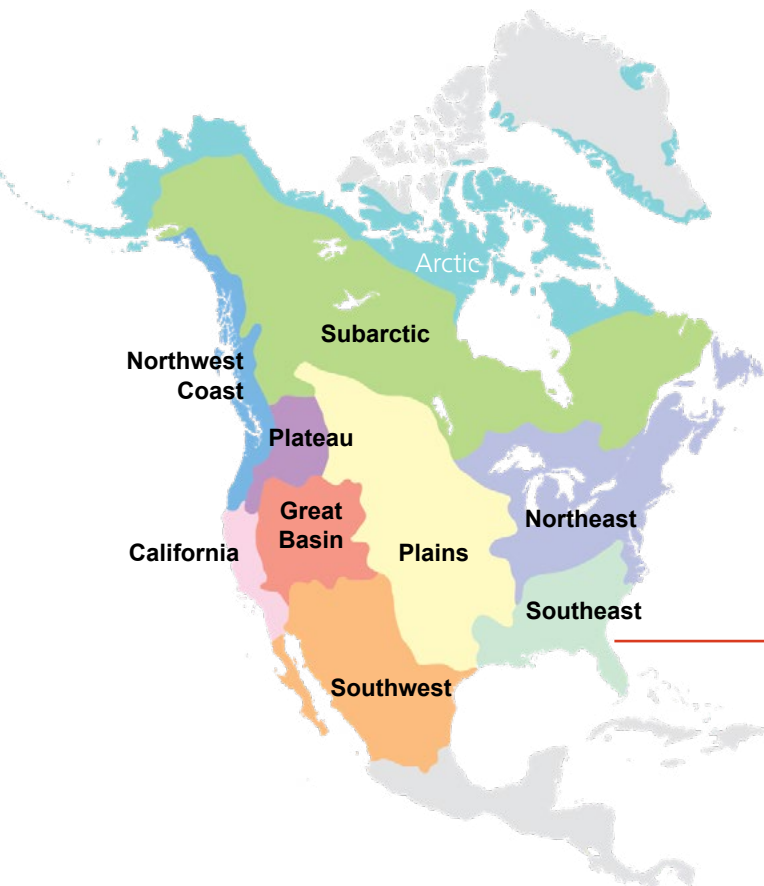 Arctic
Subarctic
Northwest
Coast
Plateau
Great
Basin
Northeast
California
Plains
Southeast
Southwest